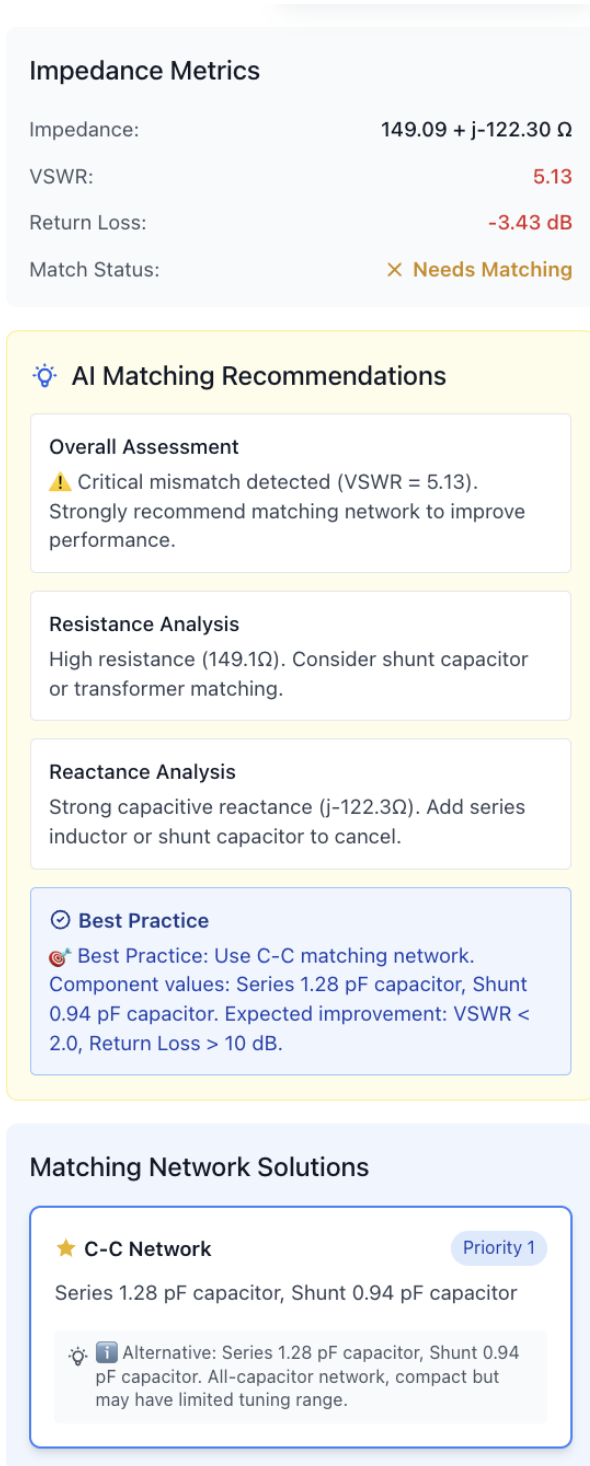 Impedance Metrics
Impedance: 149.09 + j-122.30 Ω
VSWR: 5.13
Return Loss: -3.43 dB
Match Status: × Needs Matching
AI Matching Recommendations
Overall Assessment
⚠️ Critical mismatch detected (VSWR = 5.13).
Strongly recommend matching network to improve
performance.
Resistance Analysis
High resistance (149.1Ω). Consider shunt capacitor
or transformer matching.
Reactance Analysis
Strong capacitive reactance (j-122.3Ω). Add series
inductor or shunt capacitor to cancel.
Best Practice
🎯 Best Practice: Use C-C matching network.
Component values: Series 1.28 pF capacitor, Shunt
0.94 pF capacitor. Expected improvement: VSWR <
2.0, Return Loss > 10 dB.
Matching Network Solutions
C-C Network Priority 1
Series 1.28 pF capacitor, Shunt 0.94 pF capacitor
ℹ️ Alternative: Series 1.28 pF capacitor, Shunt 0.94
pF capacitor. All-capacitor network, compact but
may have limited tuning range.